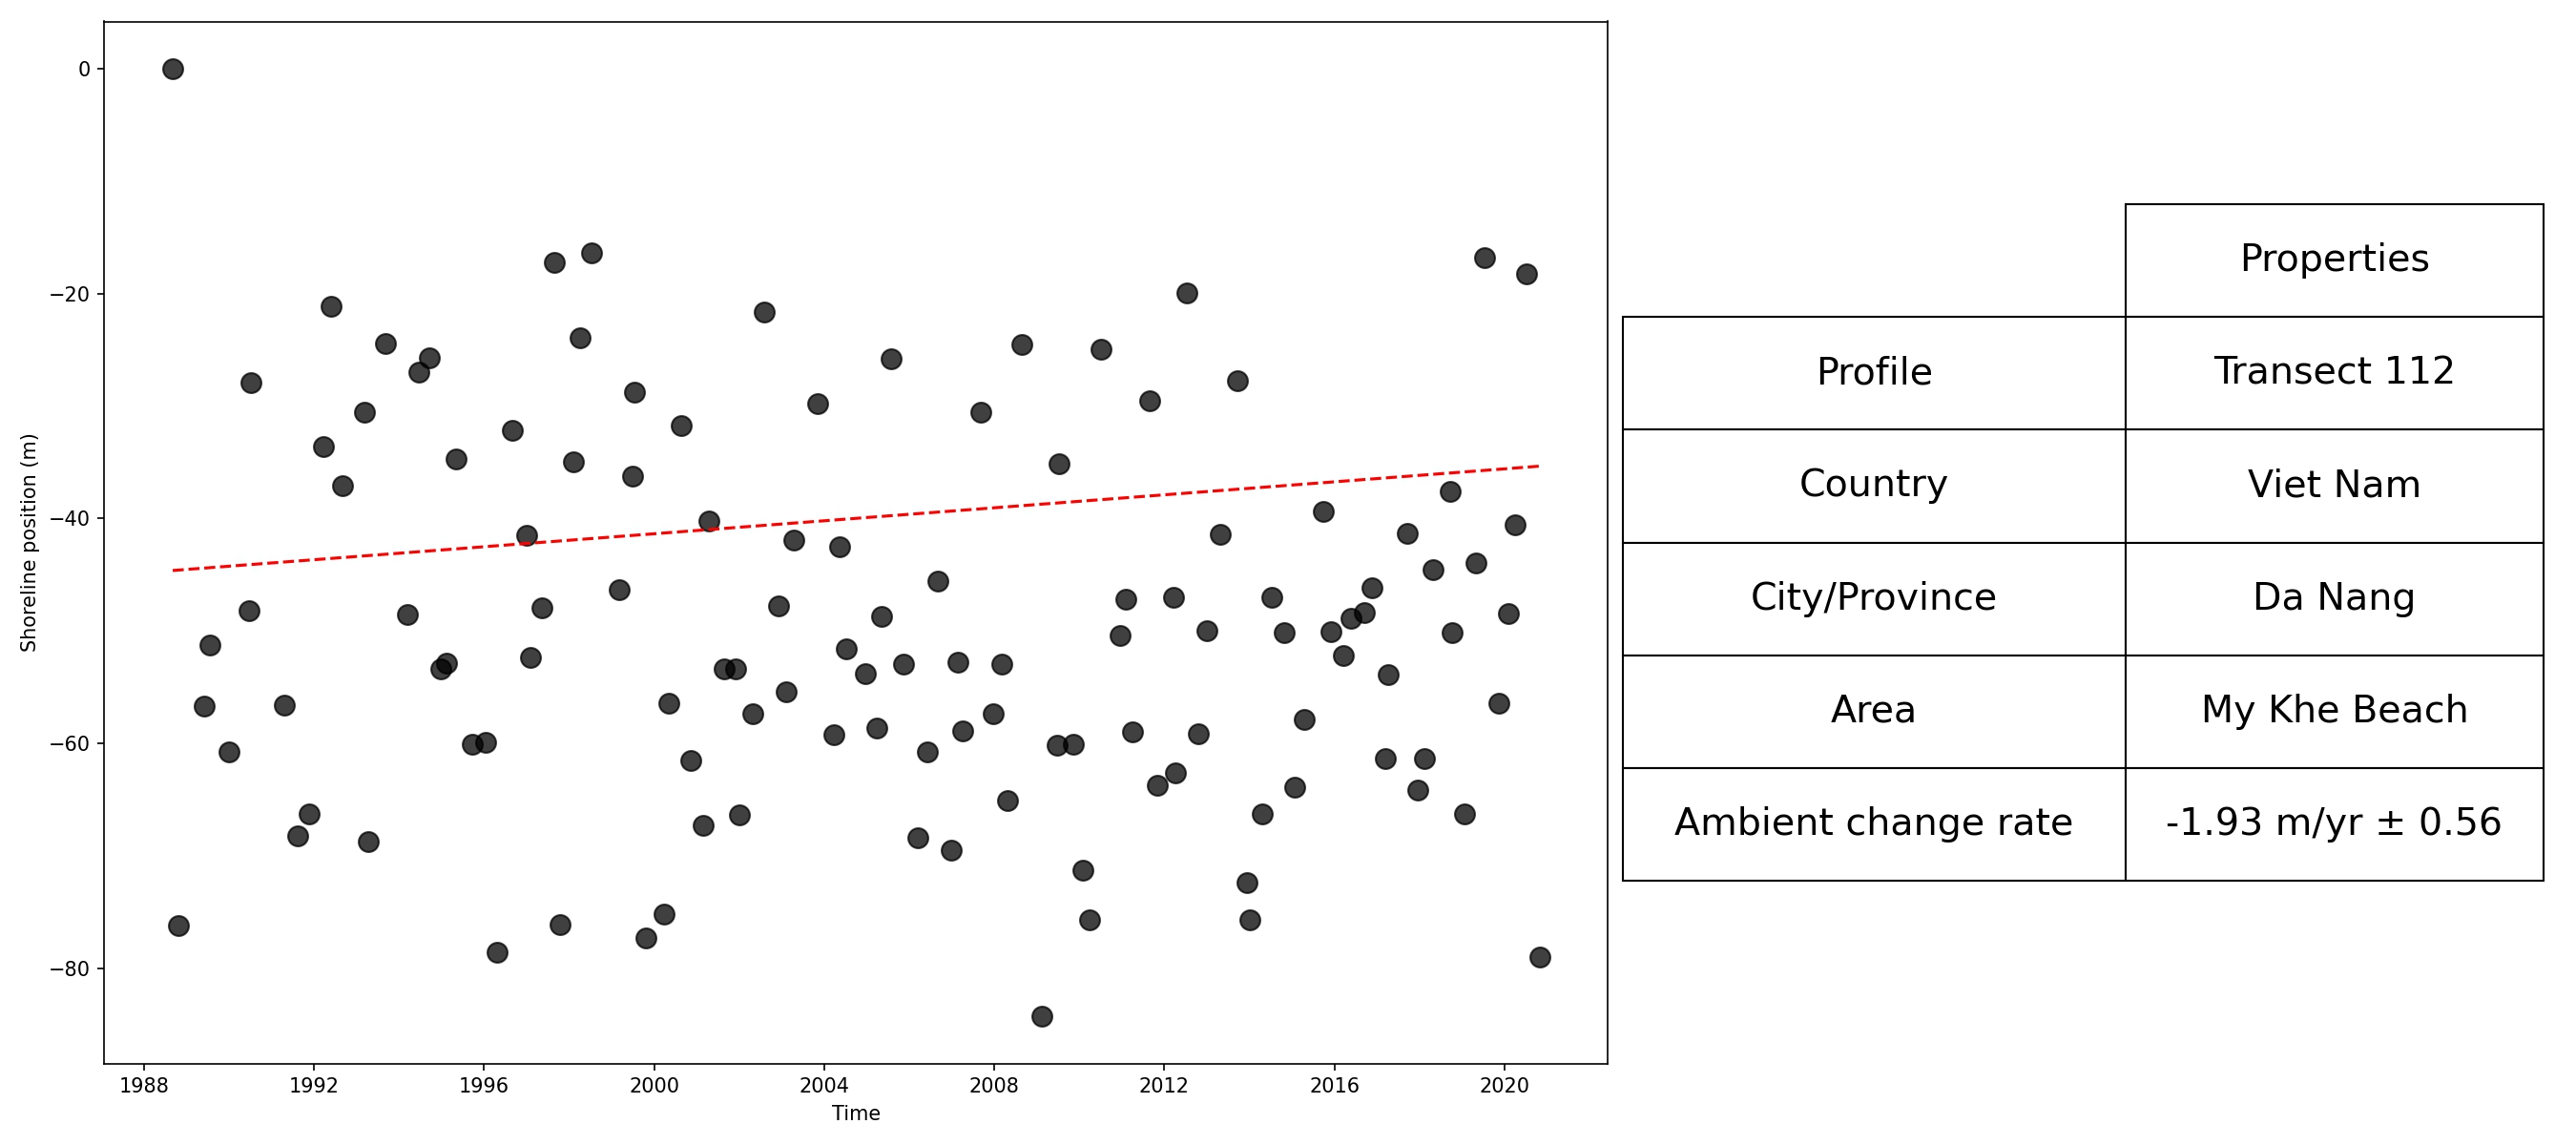 0
−20
−40
−60
−80
Shoreline position (m)
1988 1992 1996 2000 2004 2008 2012 2016 2020
Time
Properties
Profile Transect 112
Country Viet Nam
City/Province Da Nang
Area My Khe Beach
Ambient change rate -1.93 m/yr ± 0.56